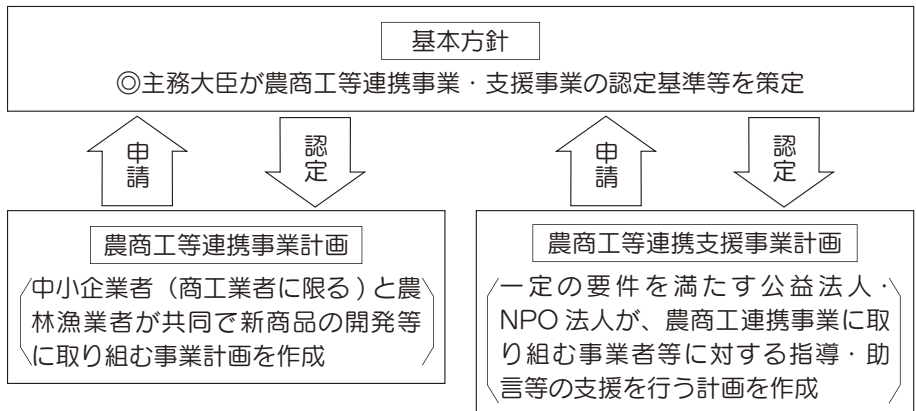 基本方針
◎主務大臣が農商工等連携事業・支援事業の認定基準等を策定
申請
認定
申請
認定
農商工等連携事業計画
中小企業者（商工業者に限る）と農
林漁業者が共同で新商品の開発等
に取り組む事業計画を作成
農商工等連携支援事業計画
一定の要件を満たす公益法人・
NPO 法人が、農商工連携事業に取
り組む事業者等に対する指導・助
言等の支援を行う計画を作成